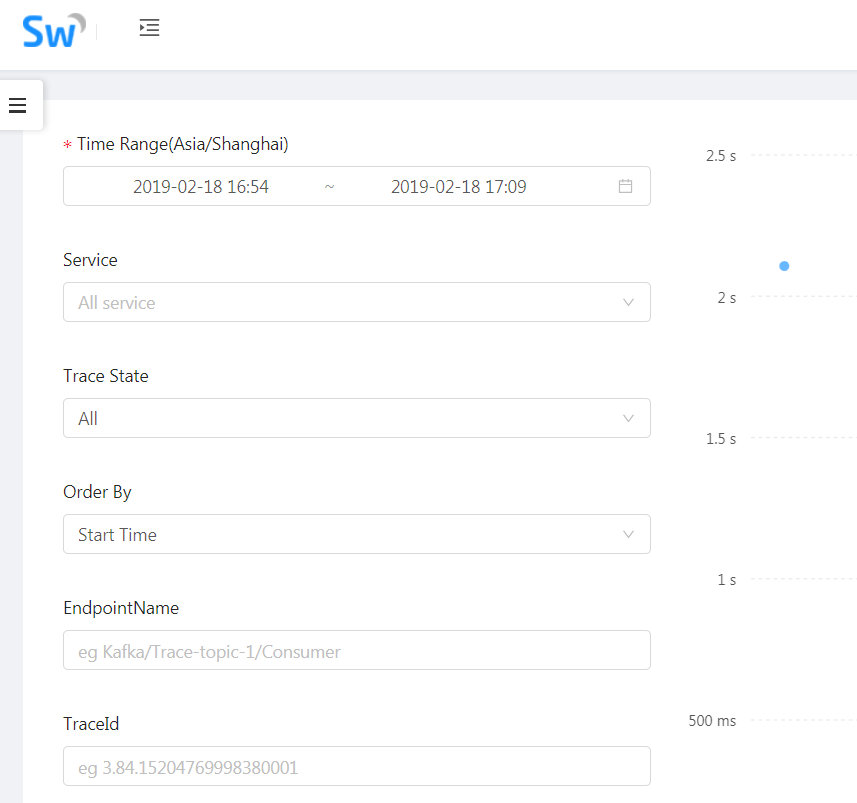 Sw
* Time Range(Asia/Shanghai)
2019-02-18 16:54 ~ 2019-02-18 17:09
Service
All service
Trace State
All
Order By
Start Time
EndpointName
eg Kafka/Trace-topic-1/Consumer
TraceId
eg 3.84.15204769998380001
2.5 s
2 s
1.5 s
1 s
500 ms